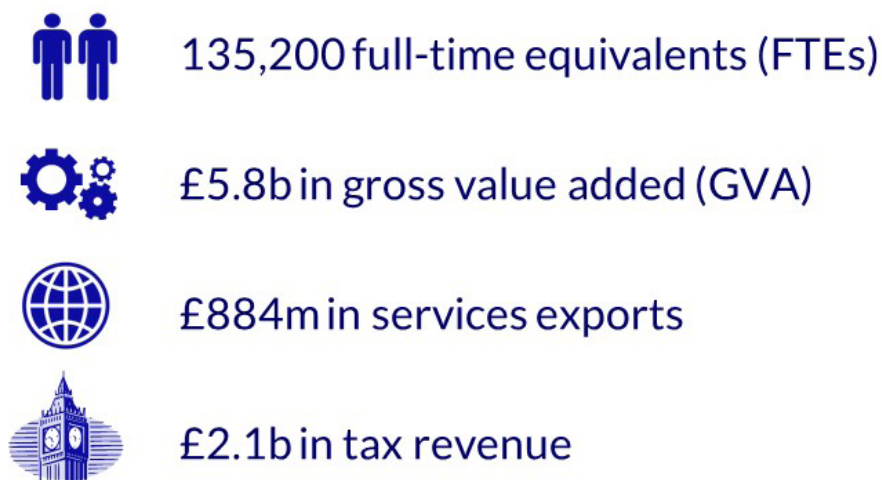 135,200 full-time equivalents (FTEs)
£5.8b in gross value added (GVA)
£884m in services exports
£2.1b in tax revenue